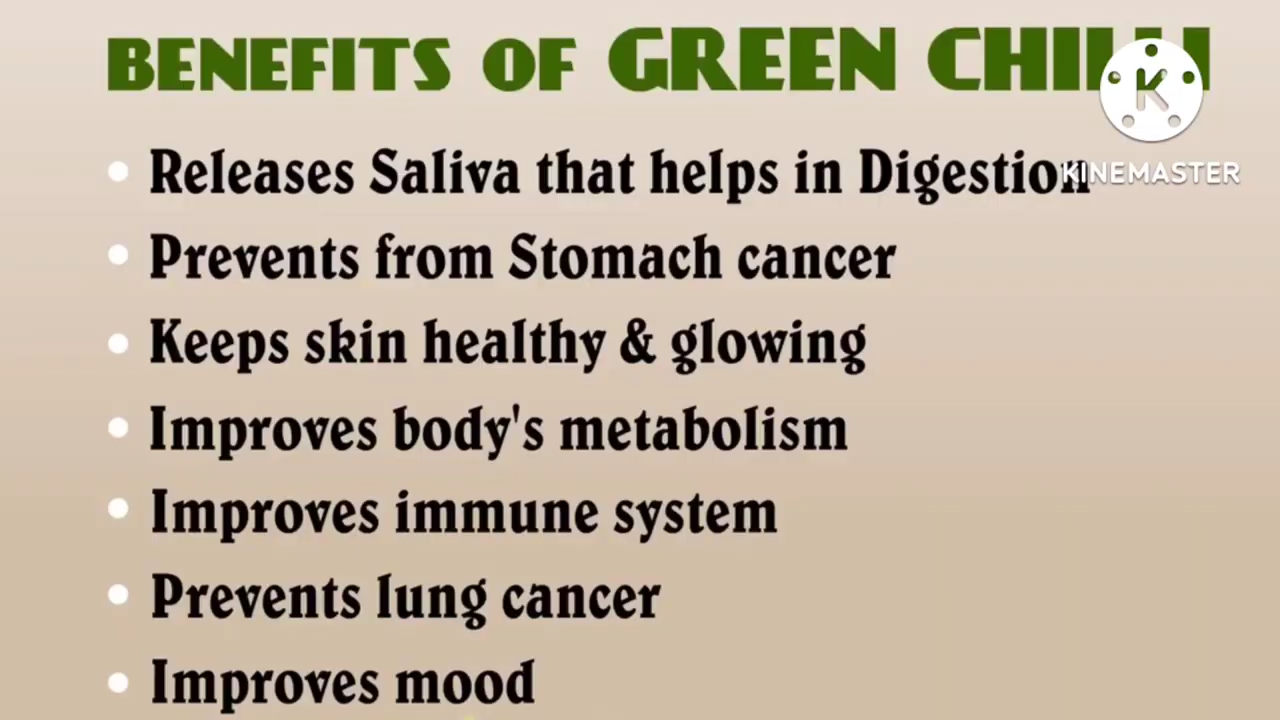 BENEFITS OF GREEN CHILLI
K
KINEMASTER
Releases Saliva that helps in Digestion
Prevents from Stomach cancer
Keeps skin healthy & glowing
Improves body's metabolism
Improves immune system
Prevents lung cancer
Improves mood